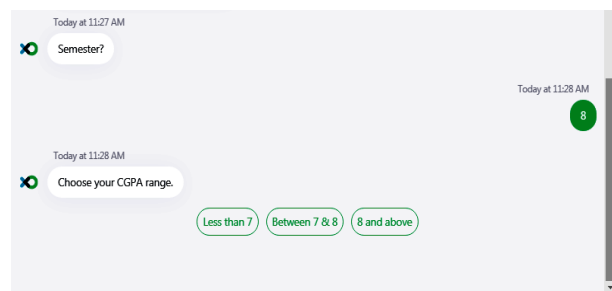 Today at 11:27 AM
Semester?
Today at 11:28 AM
8
Today at 11:28 AM
Choose your CGPA range.
Less than 7 Between 7 & 8 8 and above